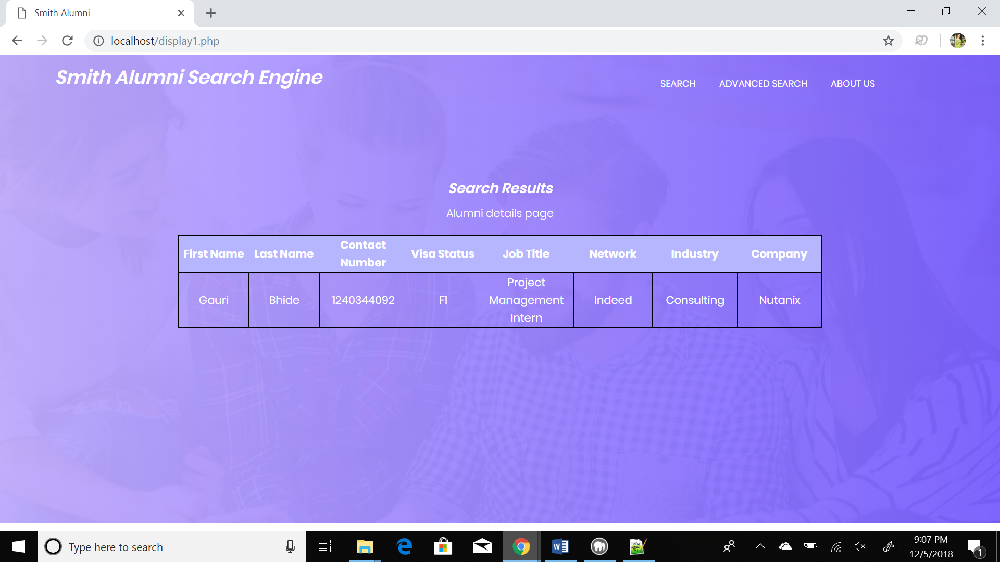 Smith Alumni
localhost/display1.php
Smith Alumni Search Engine
SEARCH ADVANCED SEARCH ABOUT US
Search Results
Alumni details page
First Name Last Name Contact Number Visa Status Job Title Network Industry Company
Gauri Bhide 1240344092 F1 Project Management Intern Indeed Consulting Nutanix
Type here to search
W
9:07 PM
12/5/2018
1